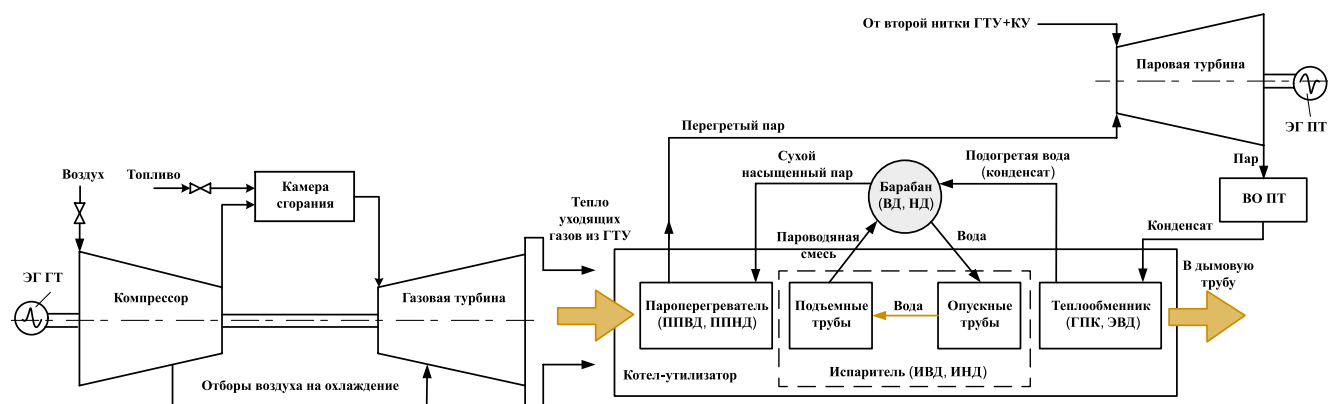 От второй нитки ГТУ+КУ
Паровая турбина
ЭГ ПТ
Перегретый пар
Пар
ВО ПТ
Конденсат
Воздух
Топливо
Камера
сгорания
Сухой
насыщенный пар
Барабан
(ВД, НД)
Подогретая вода
(конденсат)
Тепло
уходящих
газов из ГТУ
Пароводяная
смесь
Вода
В дымовую
трубу
ЭГ ГТ
Компрессор
Газовая турбина
Пароперегреватель
(ППВД, ППНД)
Подъемные
трубы
Вода
Опускные
трубы
Теплообменник
(ГПК, ЭВД)
Отборы воздуха на охлаждение
Котел-утилизатор
Испаритель (ИВД, ИНД)